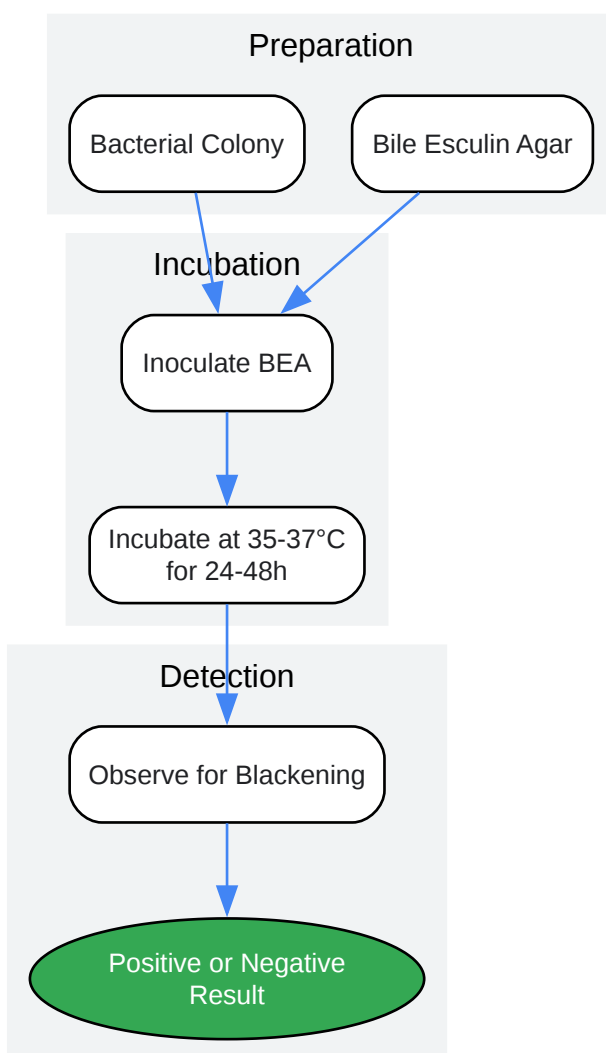 Preparation
Bacterial Colony
Bile Esculin Agar
Incubation
Inoculate BEA
Incubate at 35-37°C
for 24-48h
Detection
Observe for Blackening
Positive or Negative
Result